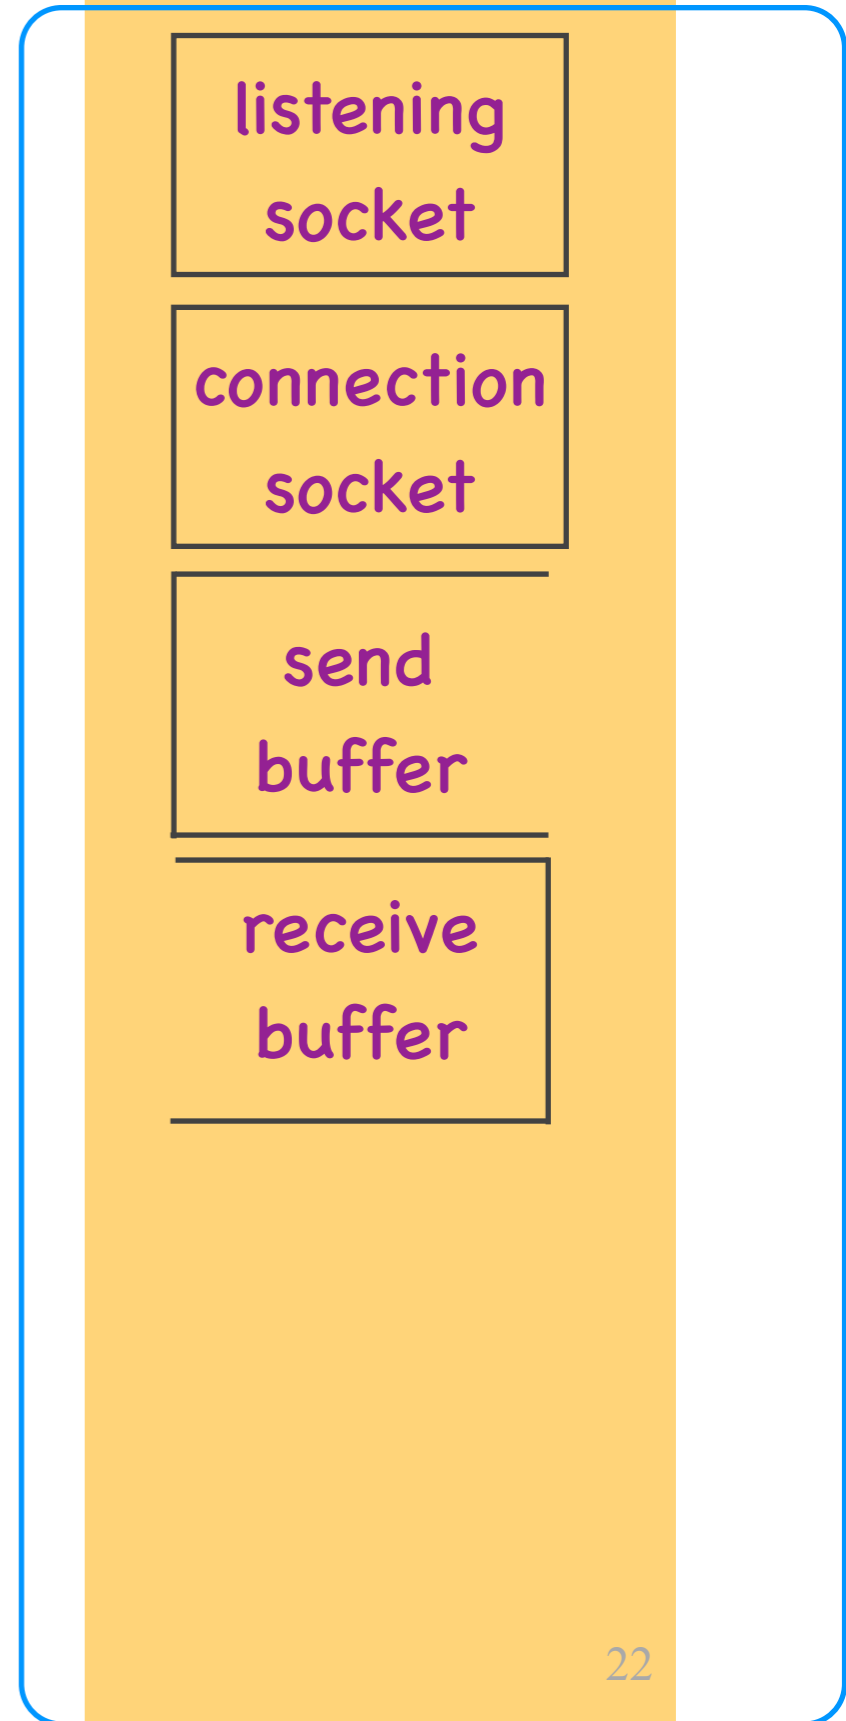 listening
socket
connection
socket
send
buffer
receive
buffer
22